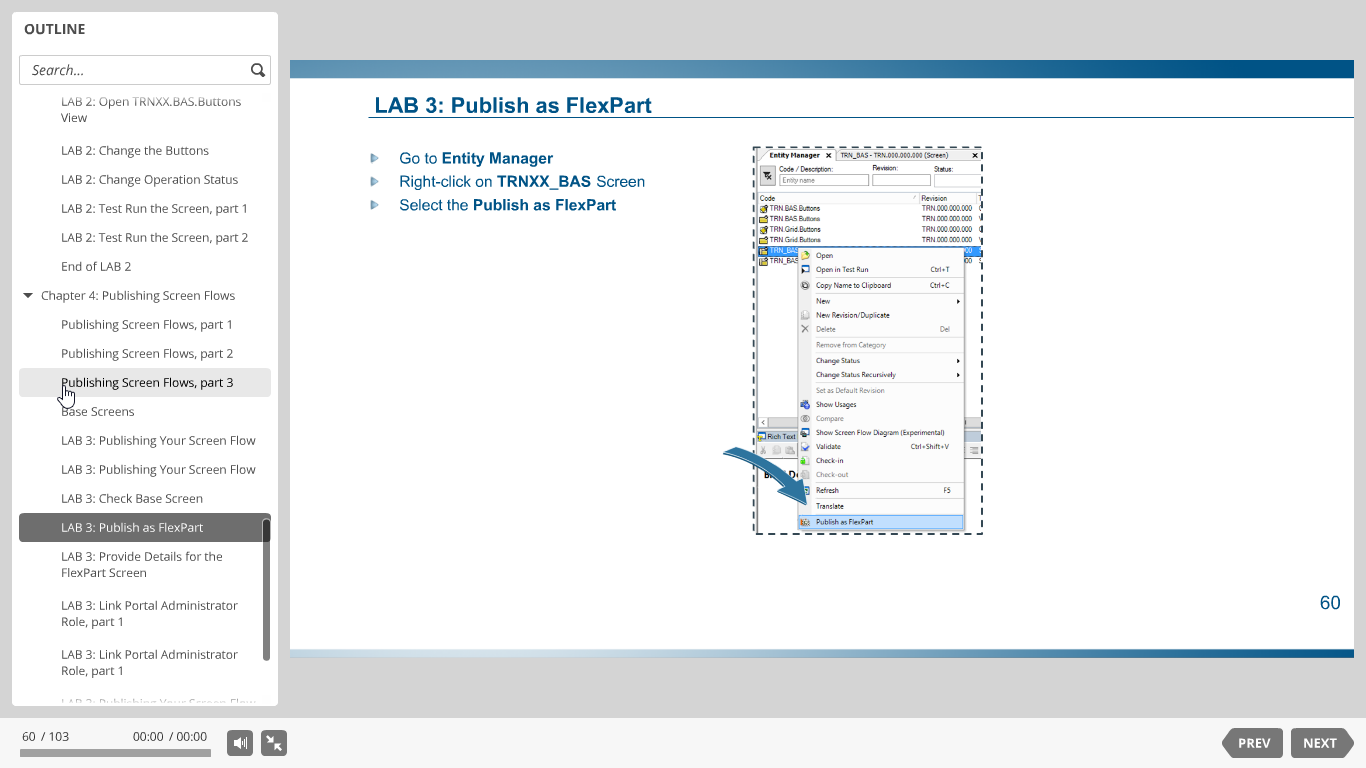 OUTLINE
Search...
LAB 2: Open TRNXX.BAS.Buttons
View
LAB 2: Change the Buttons
LAB 2: Change Operation Status
LAB 2: Test Run the Screen, part 1
LAB 2: Test Run the Screen, part 2
End of LAB 2
Chapter 4: Publishing Screen Flows
Publishing Screen Flows, part 1
Publishing Screen Flows, part 2
Publishing Screen Flows, part 3
Base Screens
LAB 3: Publishing Your Screen Flow
LAB 3: Publishing Your Screen Flow
LAB 3: Check Base Screen
LAB 3: Publish as FlexPart
LAB 3: Provide Details for the
FlexPart Screen
LAB 3: Link Portal Administrator
Role, part 1
LAB 3: Link Portal Administrator
Role, part 1
LAB 3: Publishing Your Screen Flow
LAB 3: Publish as FlexPart
Go to Entity Manager
Right-click on TRNXX_BAS Screen
Select the Publish as FlexPart
Entity Manager TRN_BAS - TRN.000.000.000 (Screen)
Code / Description: Revision: Status:
Entity name
Code Revision
TRN.BAS.Buttons TRN.000.000.000
TRN.BAS.Buttons TRN.000.000.000
TRN.Grid.Buttons TRN.000.000.000
TRN.Grid.Buttons TRN.000.000.000
TRN_BAS 000
TRN_BAS 000
Open
Open in Test Run Ctrl+T
Copy Name to Clipboard Ctrl+C
New
New Revision/Duplicate
Delete Del
Remove from Category
Change Status
Change Status Recursively
Set as Default Revision
Show Usages
Compare
Show Screen Flow Diagram (Experimental)
Rich Text
Validate Ctrl+Shift+V
Check-in
Check-out
Refresh F5
Translate
Publish as FlexPart
60
60 / 103 00:00 / 00:00
PREV NEXT